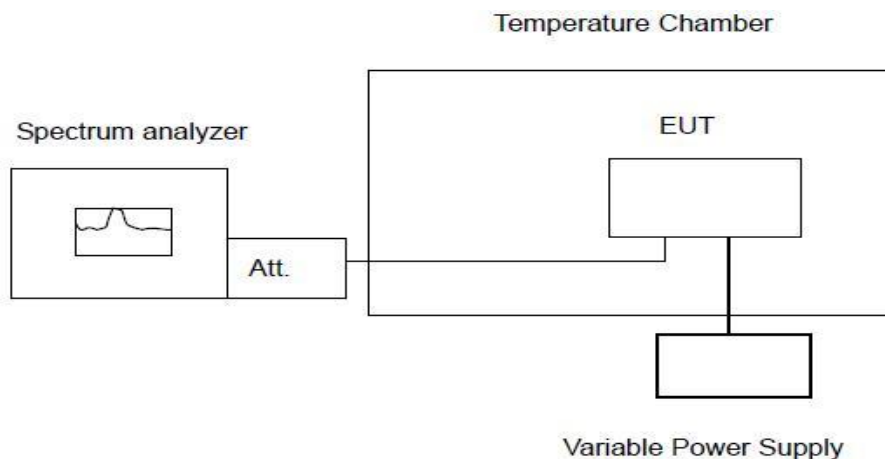 Temperature Chamber
Spectrum analyzer
EUT
Att.
Variable Power Supply